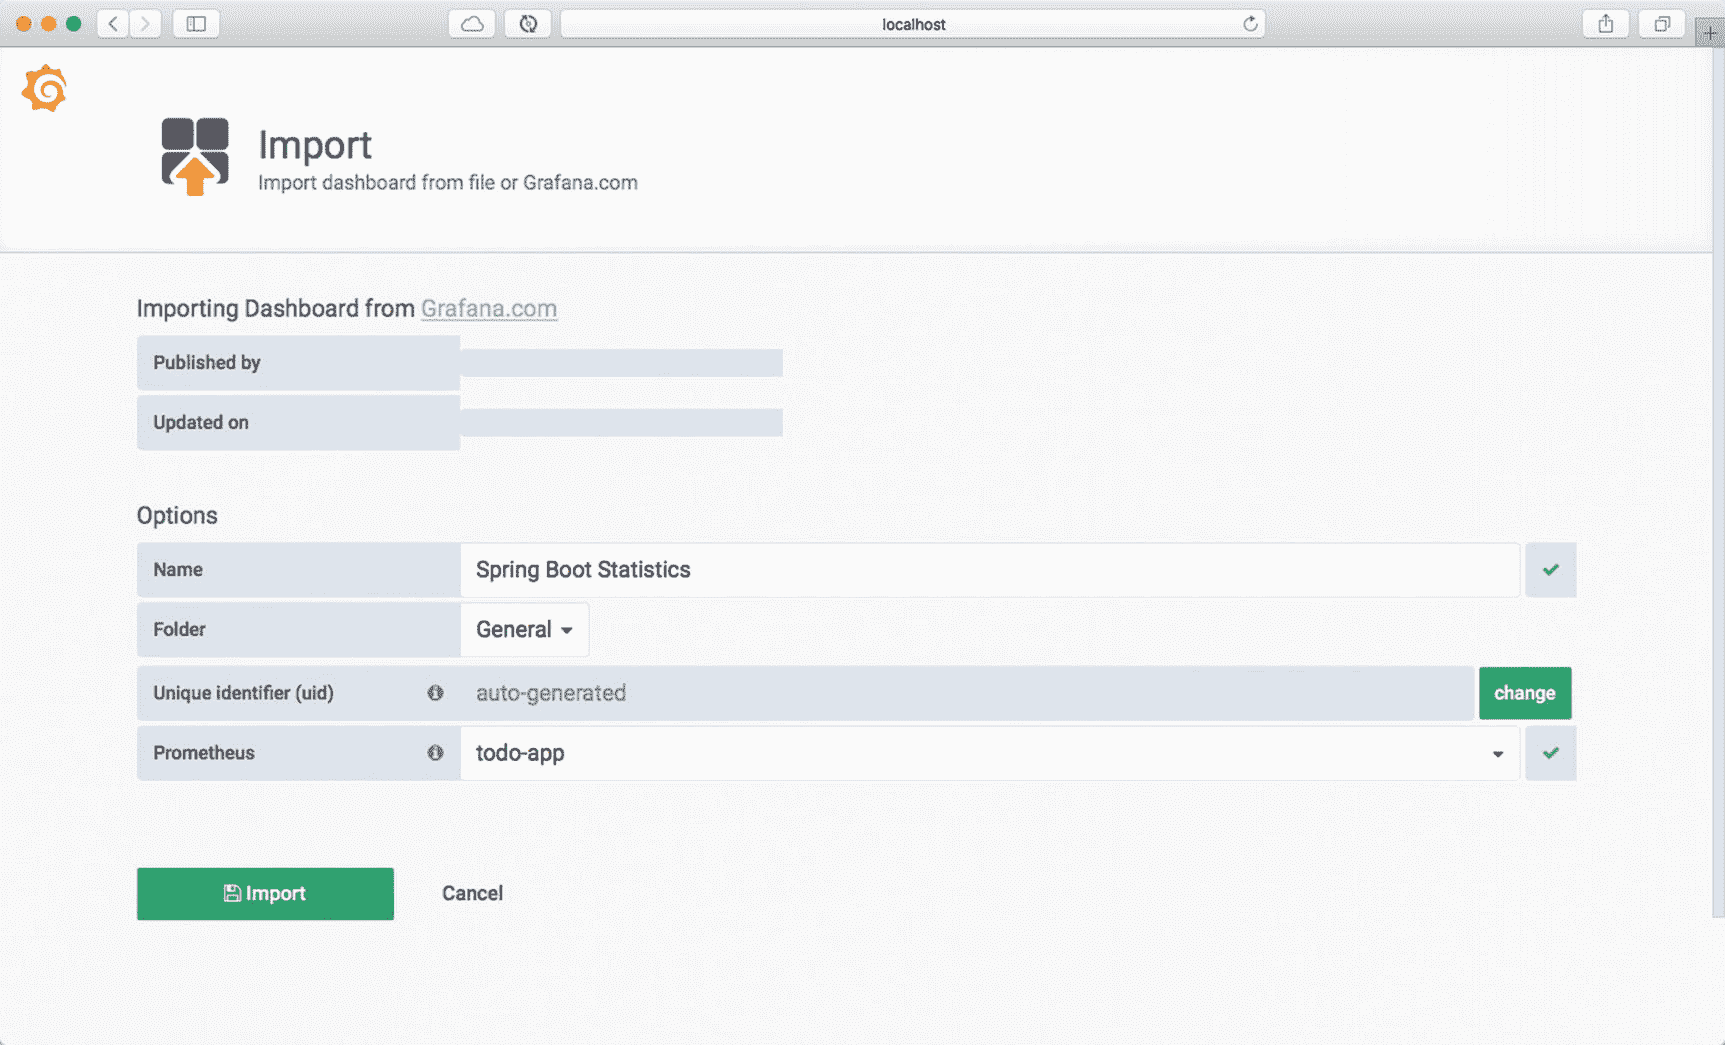 localhost
Import
Import dashboard from file or Grafana.com
Importing Dashboard from Grafana.com
Published by
Updated on
Options
Name Spring Boot Statistics
Folder General
Unique identifier (uid) auto-generated change
Prometheus todo-app
Import Cancel